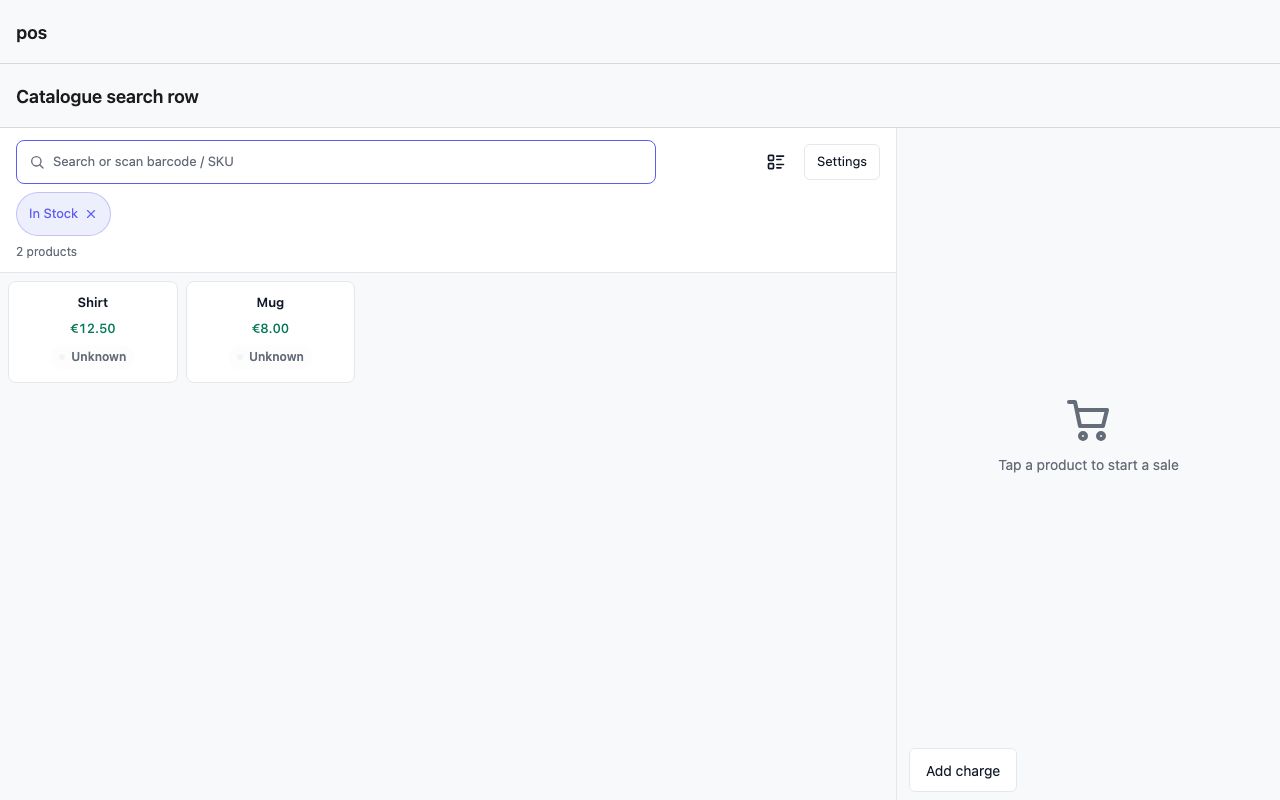 pos
Catalogue search row
Search or scan barcode / SKU
Settings
In Stock
2 products
Shirt
€12.50
Unknown
Mug
€8.00
Unknown
Tap a product to start a sale
Add charge